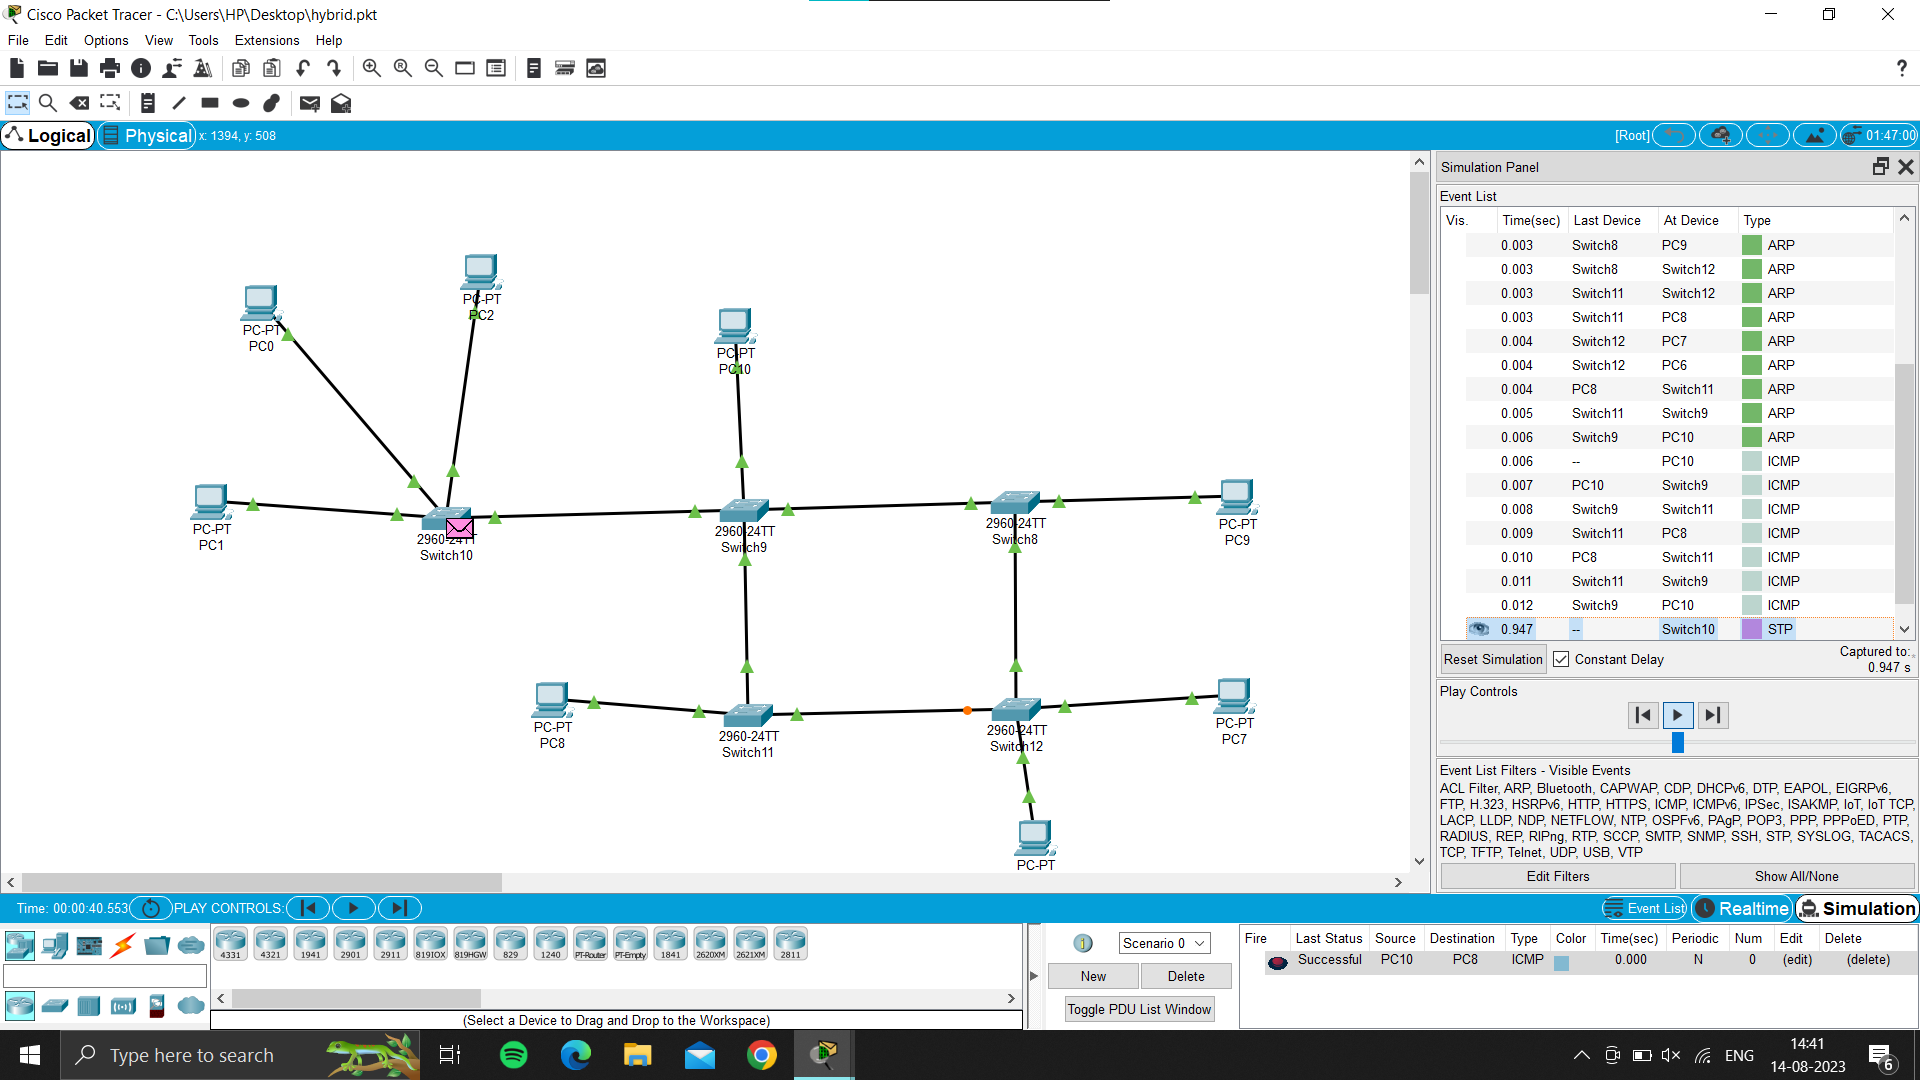 Cisco Packet Tracer - C:\Users\HP\Desktop\hybrid.pkt
File Edit Options View Tools Extensions Help
?
Logical Physical x: 1394, y: 508 [Root] 01:47:00
Simulation Panel
Event List
Vis. Time(sec) Last Device At Device Type
0.003 Switch8 PC9 ARP
0.003 Switch8 Switch12 ARP
0.003 Switch11 Switch12 ARP
0.003 Switch11 PC8 ARP
0.004 Switch12 PC7 ARP
0.004 Switch12 PC6 ARP
0.004 PC8 Switch11 ARP
0.005 Switch11 Switch9 ARP
0.006 Switch9 PC10 ARP
0.006 -- PC10 ICMP
0.007 PC10 Switch9 ICMP
0.008 Switch9 Switch11 ICMP
0.009 Switch11 PC8 ICMP
0.010 PC8 Switch11 ICMP
0.011 Switch11 Switch9 ICMP
0.012 Switch9 PC10 ICMP
0.947 -- Switch10 STP
Reset Simulation Constant Delay Captured to:
0.947 s
Play Controls
Event List Filters - Visible Events
ACL Filter, ARP, Bluetooth, CAPWAP, CDP, DHCPv6, DTP, EAPOL, EIGRPv6,
FTP, H.323, HSRPv6, HTTP, HTTPS, ICMP, ICMPv6, IPSec, ISAKMP, IoT, IoT TCP,
LACP, LLDP, NDP, NETFLOW, NTP, OSPFv6, PAgP, POP3, PPP, PPPoED, PTP,
RADIUS, REP, RIPng, RTP, SCCP, SMTP, SNMP, SSH, STP, SYSLOG, TACACS,
TCP, TFTP, Telnet, UDP, USB, VTP
Edit Filters Show All/None
PC-PT
PC2
PC-PT
PC0
PC-PT
PC10
PC-PT
PC1
2960-24TT
Switch10
2960-24TT
Switch9
2960-24TT
Switch8
PC-PT
PC9
PC-PT
PC8
2960-24TT
Switch11
2960-24TT
Switch12
PC-PT
PC7
PC-PT
Time: 00:00:40.553 PLAY CONTROLS: Event List Realtime Simulation
4331 4321 1941 2901 2911 819IOX 819HGW 829 1240 PT-Router PT-Empty 1841 2620XM 2621XM 2811
(Select a Device to Drag and Drop to the Workspace)
Scenario 0
New Delete
Toggle PDU List Window
Fire Last Status Source Destination Type Color Time(sec) Periodic Num Edit Delete
Successful PC10 PC8 ICMP 0.000 N 0 (edit) (delete)
Type here to search
ENG
14:41
14-08-2023
6